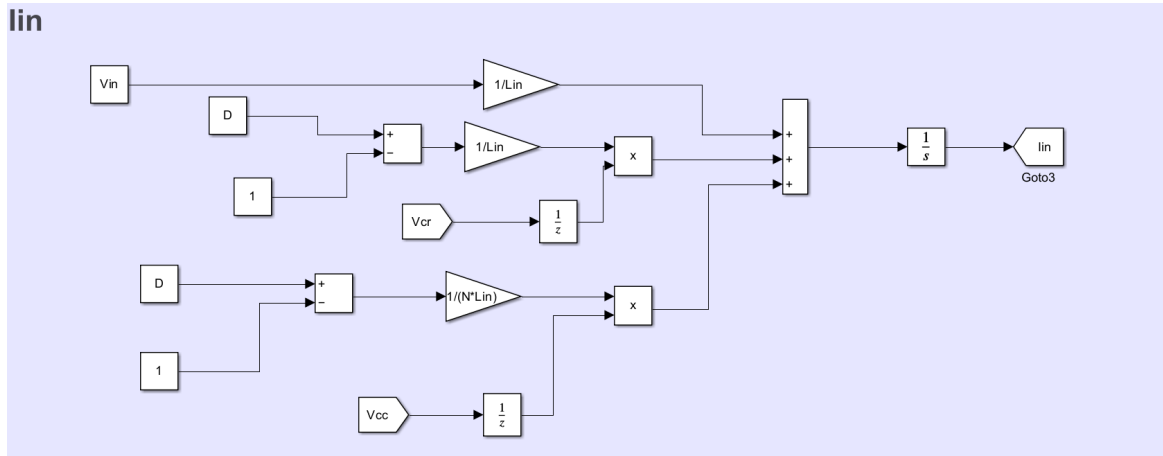 Iin
Vin
1/Lin
D
+
−
1/Lin
x
1
Vcr
1
z
+
+
+
1
s
Iin
Goto3
D
+
−
1/(N*Lin)
x
1
Vcc
1
z